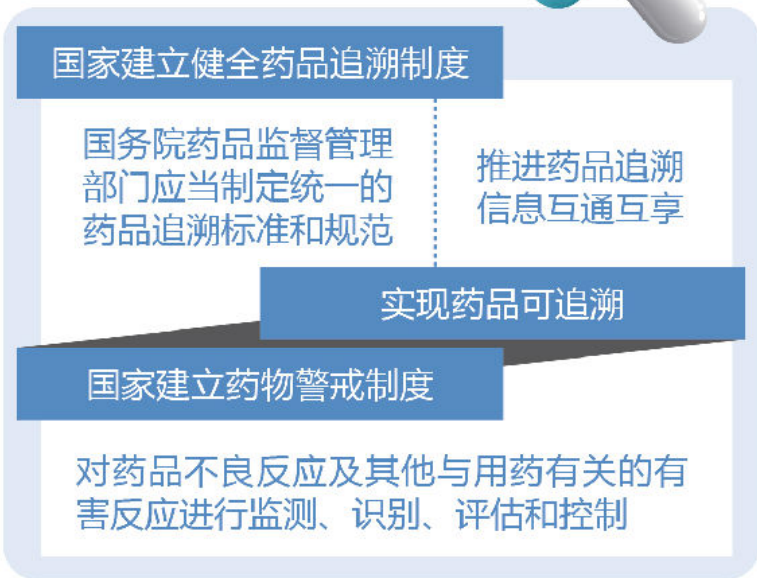 国家建立健全药品追溯制度
国务院药品监督管理
部门应当制定统一的
药品追溯标准和规范
推进药品追溯
信息互通互享
实现药品可追溯
国家建立药物警戒制度
对药品不良反应及其他与用药有关的有
害反应进行监测、识别、评估和控制